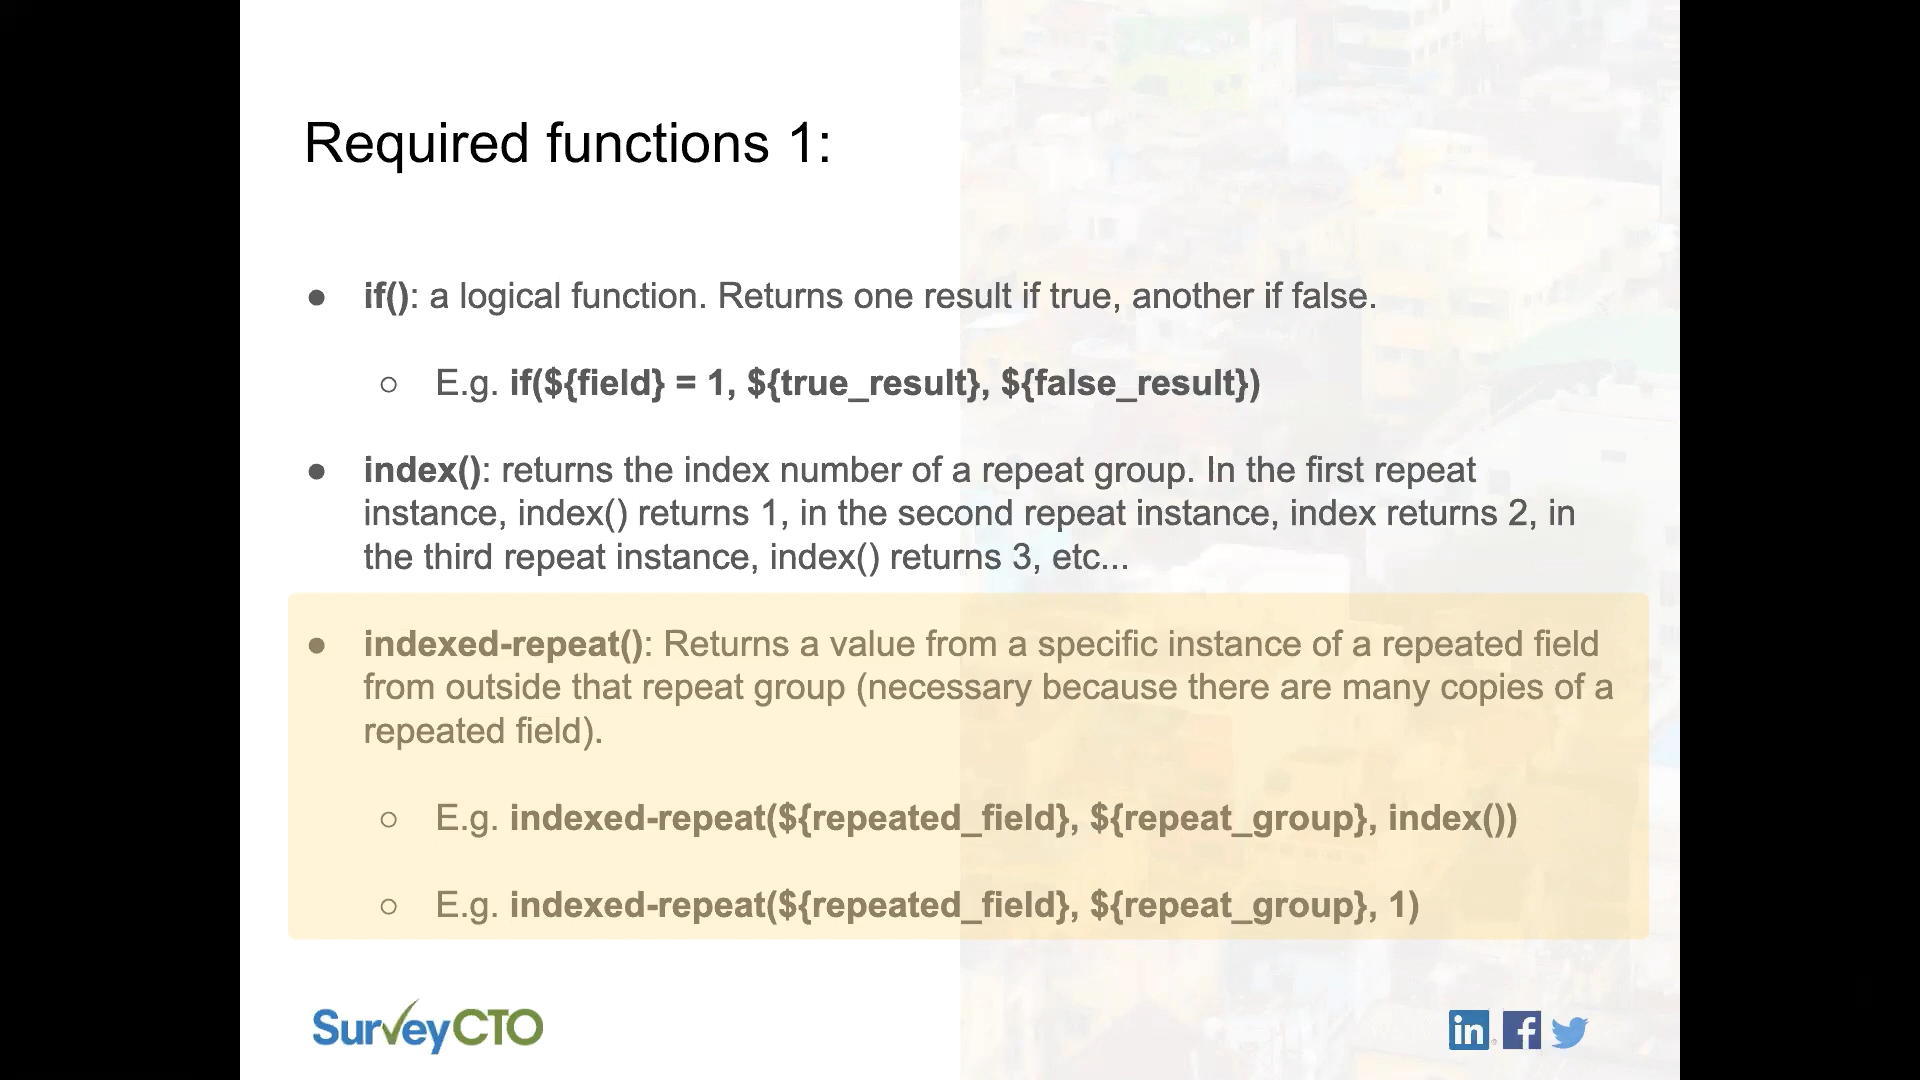 Required functions 1:
● if(): a logical function. Returns one result if true, another if false.
○ E.g. if(${field} = 1, ${true_result}, ${false_result})
● index(): returns the index number of a repeat group. In the first repeat
instance, index() returns 1, in the second repeat instance, index returns 2, in
the third repeat instance, index() returns 3, etc...
● indexed-repeat(): Returns a value from a specific instance of a repeated field
from outside that repeat group (necessary because there are many copies of a
repeated field).
○ E.g. indexed-repeat(${repeated_field}, ${repeat_group}, index())
○ E.g. indexed-repeat(${repeated_field}, ${repeat_group}, 1)
SurveyCTO
in f